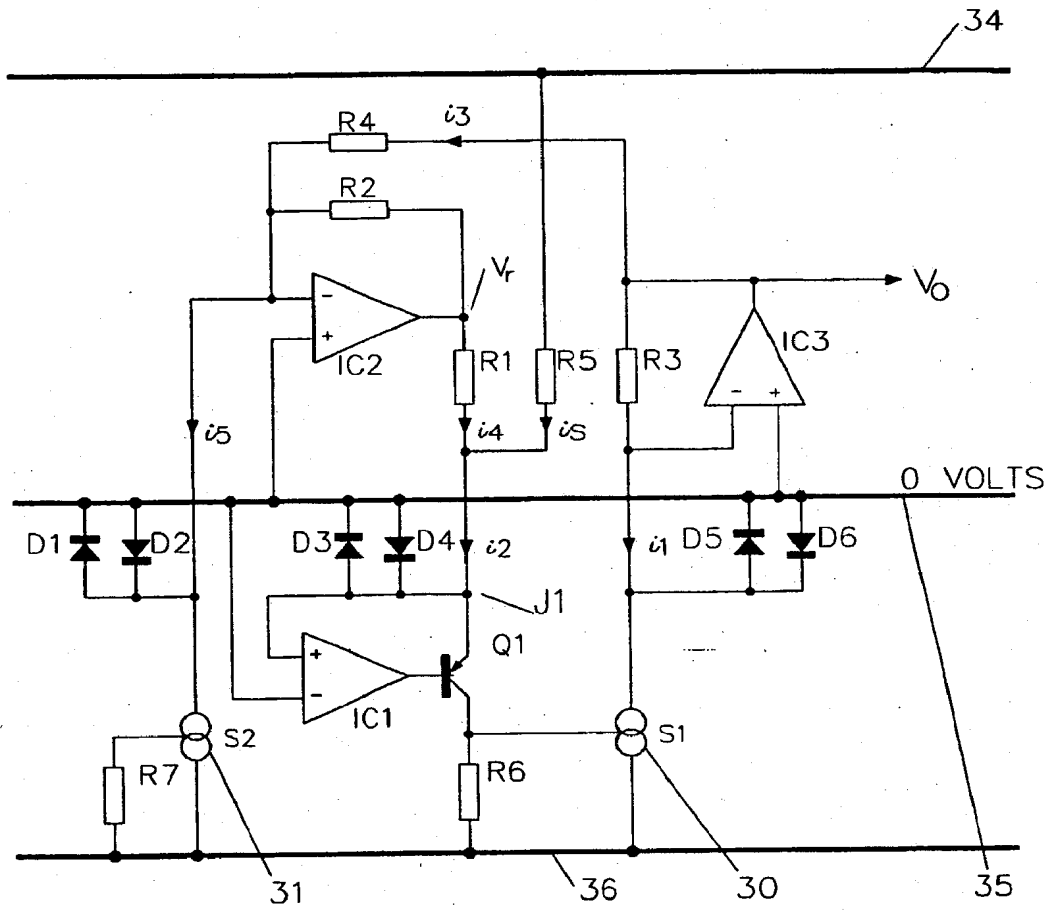 34
R4
i3
R2
Vr
VO
IC3
IC2
R1
R5
R3
- +
-
+
i5
i4
iS
0 VOLTS
D1
D2
D3
D4
i2
i1
D5
D6
J1
Q1
+
-
IC1
S2
S1
R7
R6
31
36
30
35